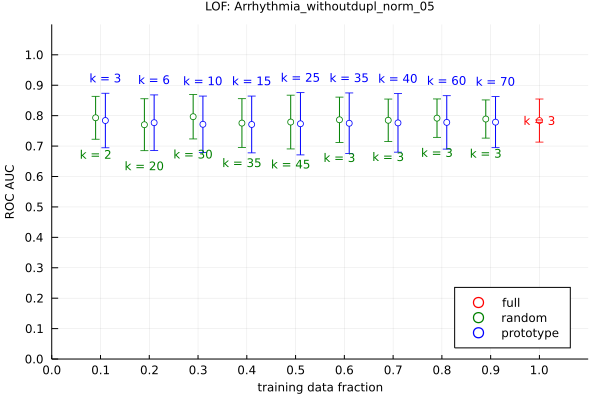 LOF: Arrhythmia_withoutdupl_norm_05
ROC AUC
1.0
0.9
0.8
0.7
0.6
0.5
0.4
0.3
0.2
0.1
0.0
k = 3
k = 6
k = 10
k = 15
k = 25
k = 35
k = 40
k = 60
k = 70
k = 3
k = 2
k = 20
k = 30
k = 35
k = 45
k = 3
k = 3
k = 3
k = 3
full
random
prototype
0.0
0.1
0.2
0.3
0.4
0.5
0.6
0.7
0.8
0.9
1.0
training data fraction